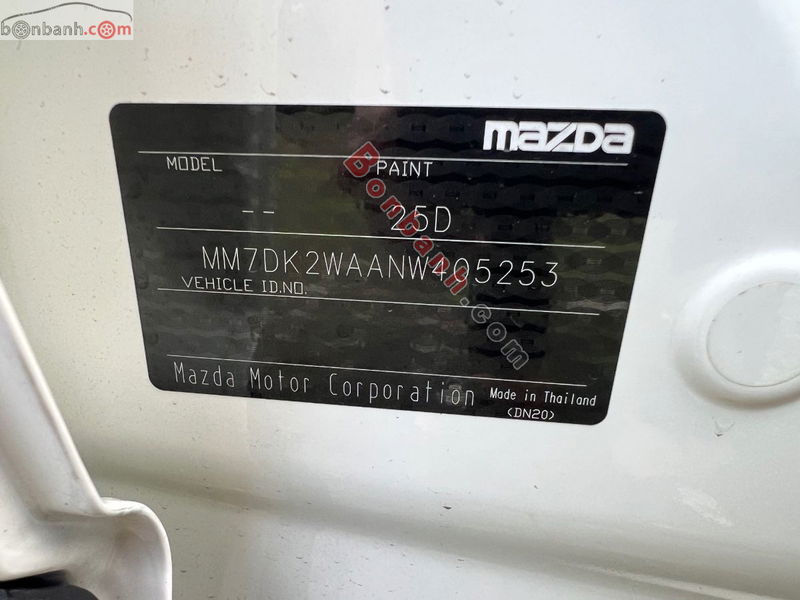 bonbanh.com
mazda
MODEL PAINT
-- 25D
MM7DK2WAANW405253
VEHICLE ID.NO.
Mazda Motor Corporation Made in Thailand
(DN20)
Bonbanh.com